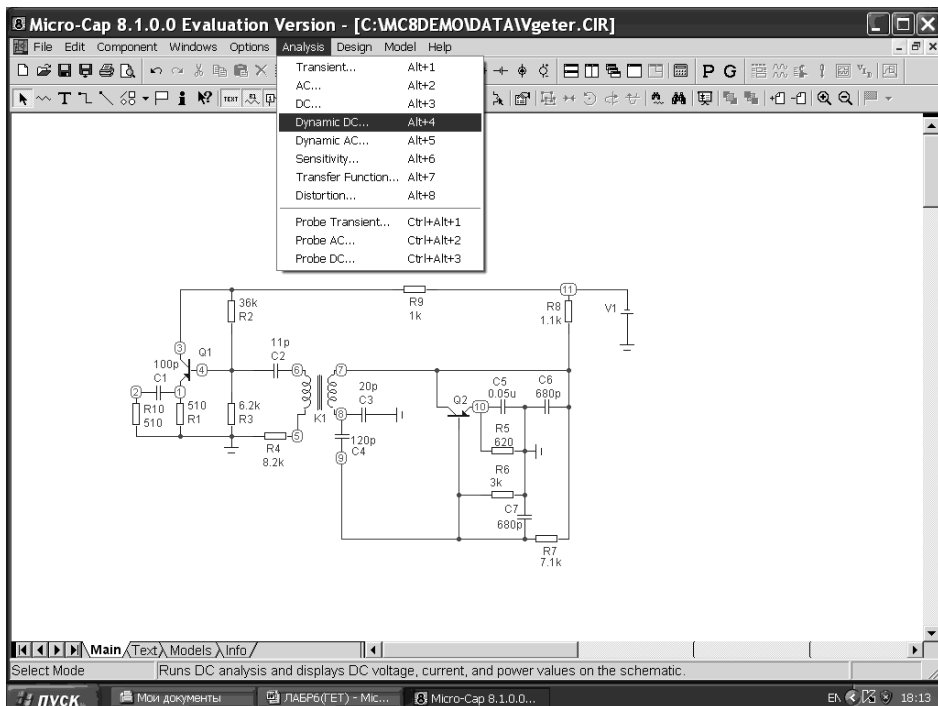 Micro-Cap 8.1.0.0 Evaluation Version - [C:\MC8DEMO\DATA\Vgeter.CIR]
File Edit Component Windows Options Analysis Design Model Help
Transient... Alt+1
AC... Alt+2
DC... Alt+3
Dynamic DC... Alt+4
Dynamic AC... Alt+5
Sensitivity... Alt+6
Transfer Function... Alt+7
Distortion... Alt+8
Probe Transient... Ctrl+Alt+1
Probe AC... Ctrl+Alt+2
Probe DC... Ctrl+Alt+3
P G
T TEXT
36k
R2
R9
1k
11
R8
1.1k
V1
3
Q1
4
11p
C2
6
7
100p
C1
2
1
R10
510
510
R1
6.2k
R3
R4
8.2k
5
K1
20p
C3
8
120p
C4
9
Q2
10
C5
0.05u
C6
680p
R5
620
R6
3k
C7
680p
R7
7.1k
Main Text Models Info
Select Mode Runs DC analysis and displays DC voltage, current, and power values on the schematic.
пуск Мои документы ЛАБР6(ГЕТ) - Mic... Micro-Cap 8.1.0.0... EN 18:13